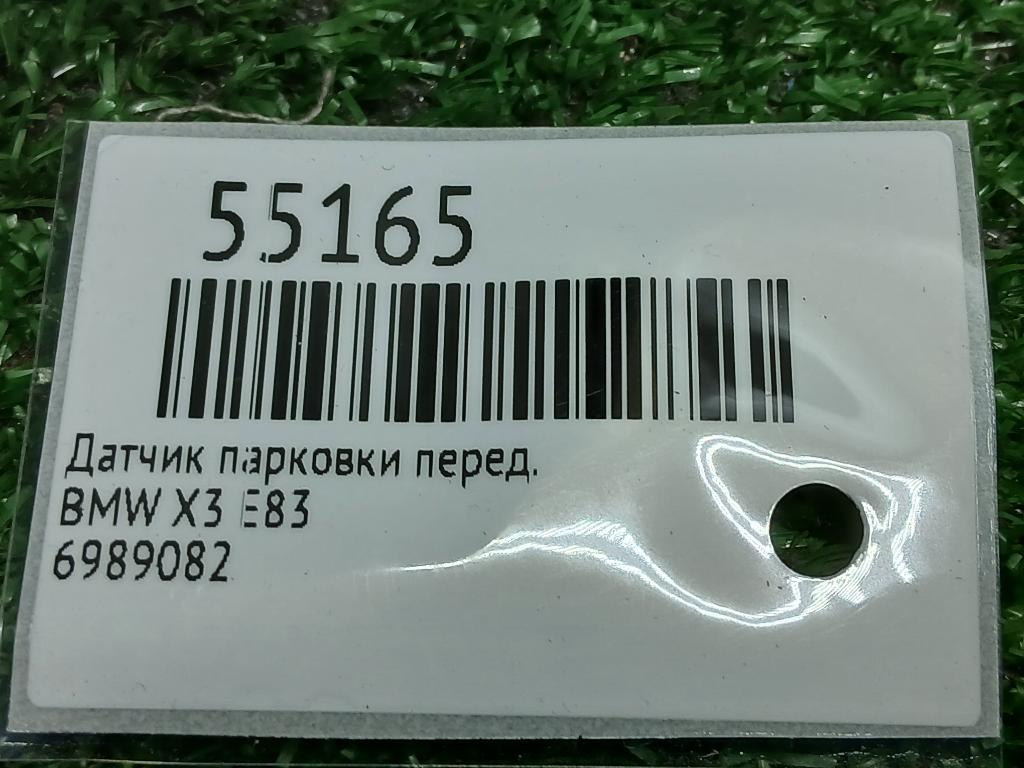 55165
Датчик парковки перед.
BMW X3 E83
6989082